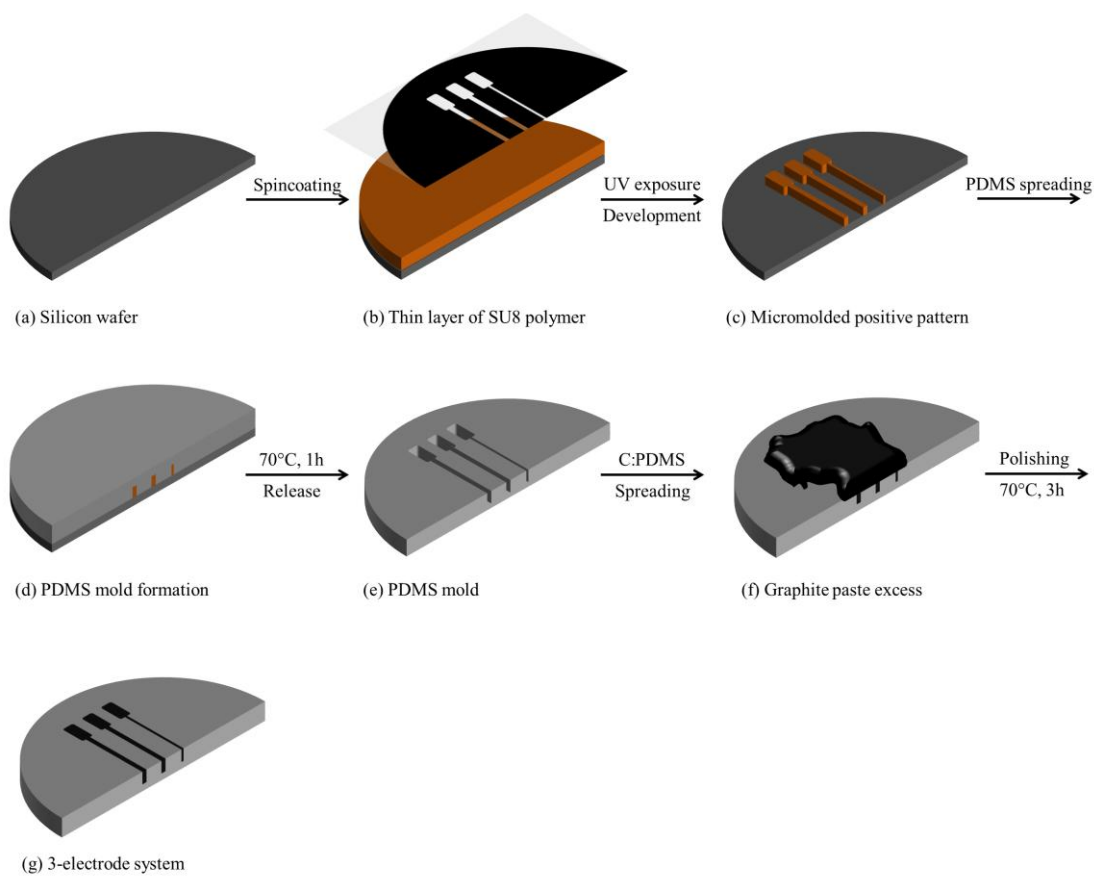 Spincoating
UV exposure
Development
PDMS spreading
(a) Silicon wafer
(b) Thin layer of SU8 polymer
(c) Micromolded positive pattern
70°C, 1h
Release
C:PDMS
Spreading
Polishing
70°C, 3h
(d) PDMS mold formation
(e) PDMS mold
(f) Graphite paste excess
(g) 3-electrode system